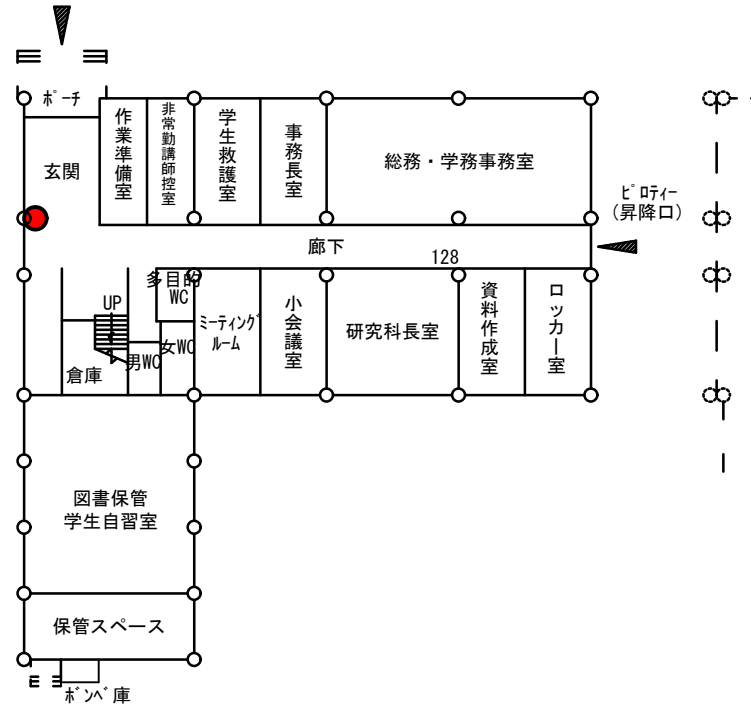 ﾎﾟｰﾁ
玄関
作業準備室
非常勤講師控室
学生救護室
事務長室
総務・学務事務室
ﾋﾟﾛﾃｨｰ
(昇降口)
廊下
128
多目的
WC
UP
倉庫
男WC
女WC
ﾐｰﾃｨﾝｸﾞ
ﾙｰﾑ
小会議室
研究科長室
資料作成室
ロッカー室
図書保管
学生自習室
保管スペース
ﾎﾞﾝﾍﾞ庫